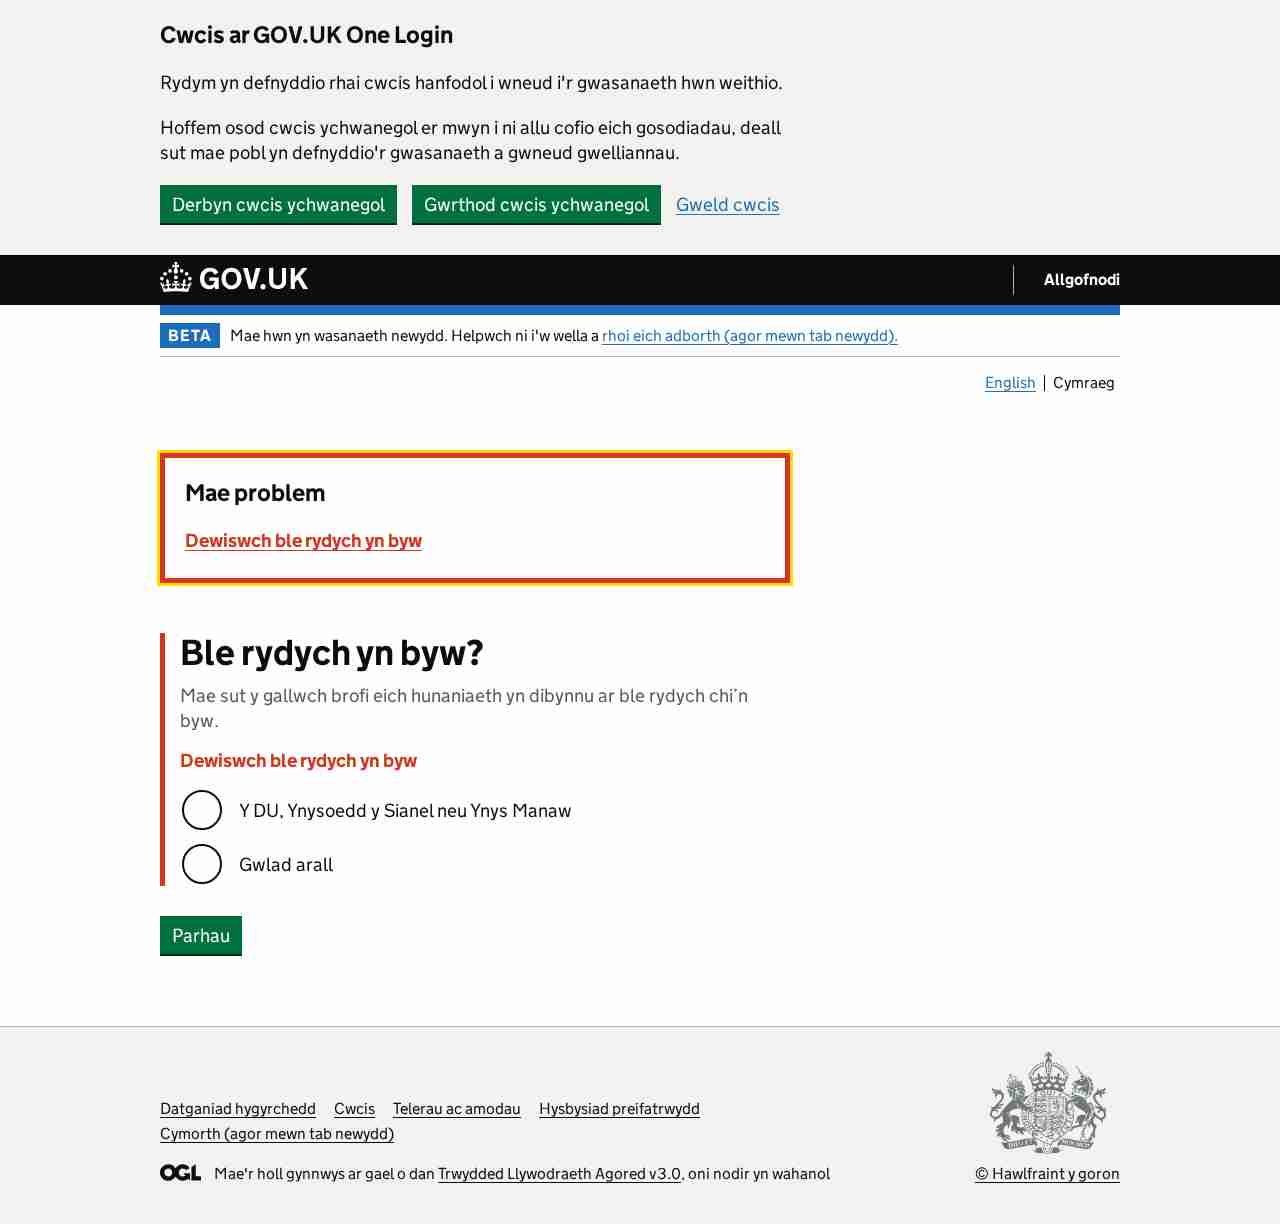 Cwcis ar GOV.UK One Login
Rydym yn defnyddio rhai cwcis hanfodol i wneud i'r gwasanaeth hwn weithio.
Hoffem osod cwcis ychwanegol er mwyn i ni allu cofio eich gosodiadau, deall
sut mae pobl yn defnyddio'r gwasanaeth a gwneud gwelliannau.
Derbyn cwcis ychwanegol Gwrthod cwcis ychwanegol Gweld cwcis
GOV.UK Allgofnodi
BETA Mae hwn yn wasanaeth newydd. Helpwch ni i'w wella a rhoi eich adborth (agor mewn tab newydd).
English Cymraeg
Mae problem
Dewiswch ble rydych yn byw
Ble rydych yn byw?
Mae sut y gallwch brofi eich hunaniaeth yn dibynnu ar ble rydych chi’n
byw.
Dewiswch ble rydych yn byw
Y DU, Ynysoedd y Sianel neu Ynys Manaw
Gwlad arall
Parhau
Datganiad hygyrchedd Cwcis Telerau ac amodau Hysbysiad preifatrwydd
Cymorth (agor mewn tab newydd)
OGL Mae'r holl gynnwys ar gael o dan Trwydded Llywodraeth Agored v3.0, oni nodir yn wahanol
© Hawlfraint y goron